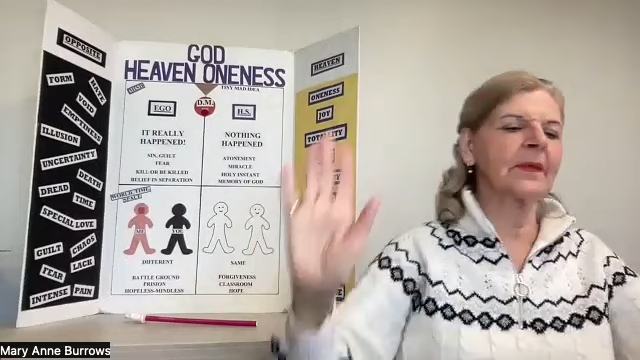 OPPOSITE
FORM
HATE
VOID
EMPTINESS
ILLUSION
UNCERTAINTY
DEATH
DREAD
TIME
SPECIAL LOVE
CHAOS
GUILT
LACK
FEAR
INTENSE PAIN
GOD
HEAVEN ONENESS
TINY MAD IDEA
EGO
D.M.
H.S.
IT REALLY
HAPPENED!
SIN, GUILT
FEAR
KILL OR BE KILLED
BELIEF IN SEPARATION
NOTHING
HAPPENED
ATONEMENT
MIRACLE
HOLY INSTANT
MEMORY OF GOD
WORLD, TIME,
SPACE
DIFFERENT
BATTLE GROUND
PRISION
HOPELESS-MINDLESS
SAME
FORGIVENESS
CLASSROOM
HOPE
HEAVEN
ONENESS
JOY
TOTALITY
Mary Anne Burrows